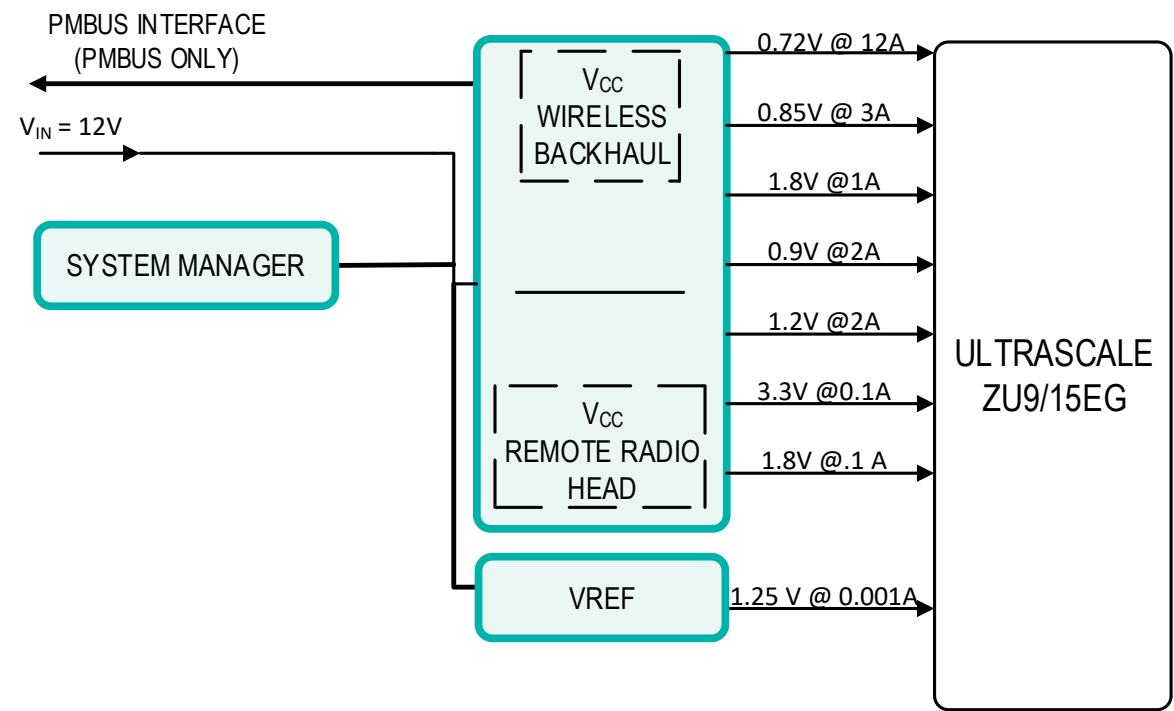 PMBUS INTERFACE
(PMBUS ONLY)
VIN = 12V
SYSTEM MANAGER
VCC
WIRELESS
BACKHAUL
VCC
REMOTE RADIO
HEAD
VREF
0.72V @ 12A
0.85V @ 3A
1.8V @1A
0.9V @2A
1.2V @2A
3.3V @0.1A
1.8V @.1 A
1.25 V @ 0.001A
ULTRASCALE
ZU9/15EG